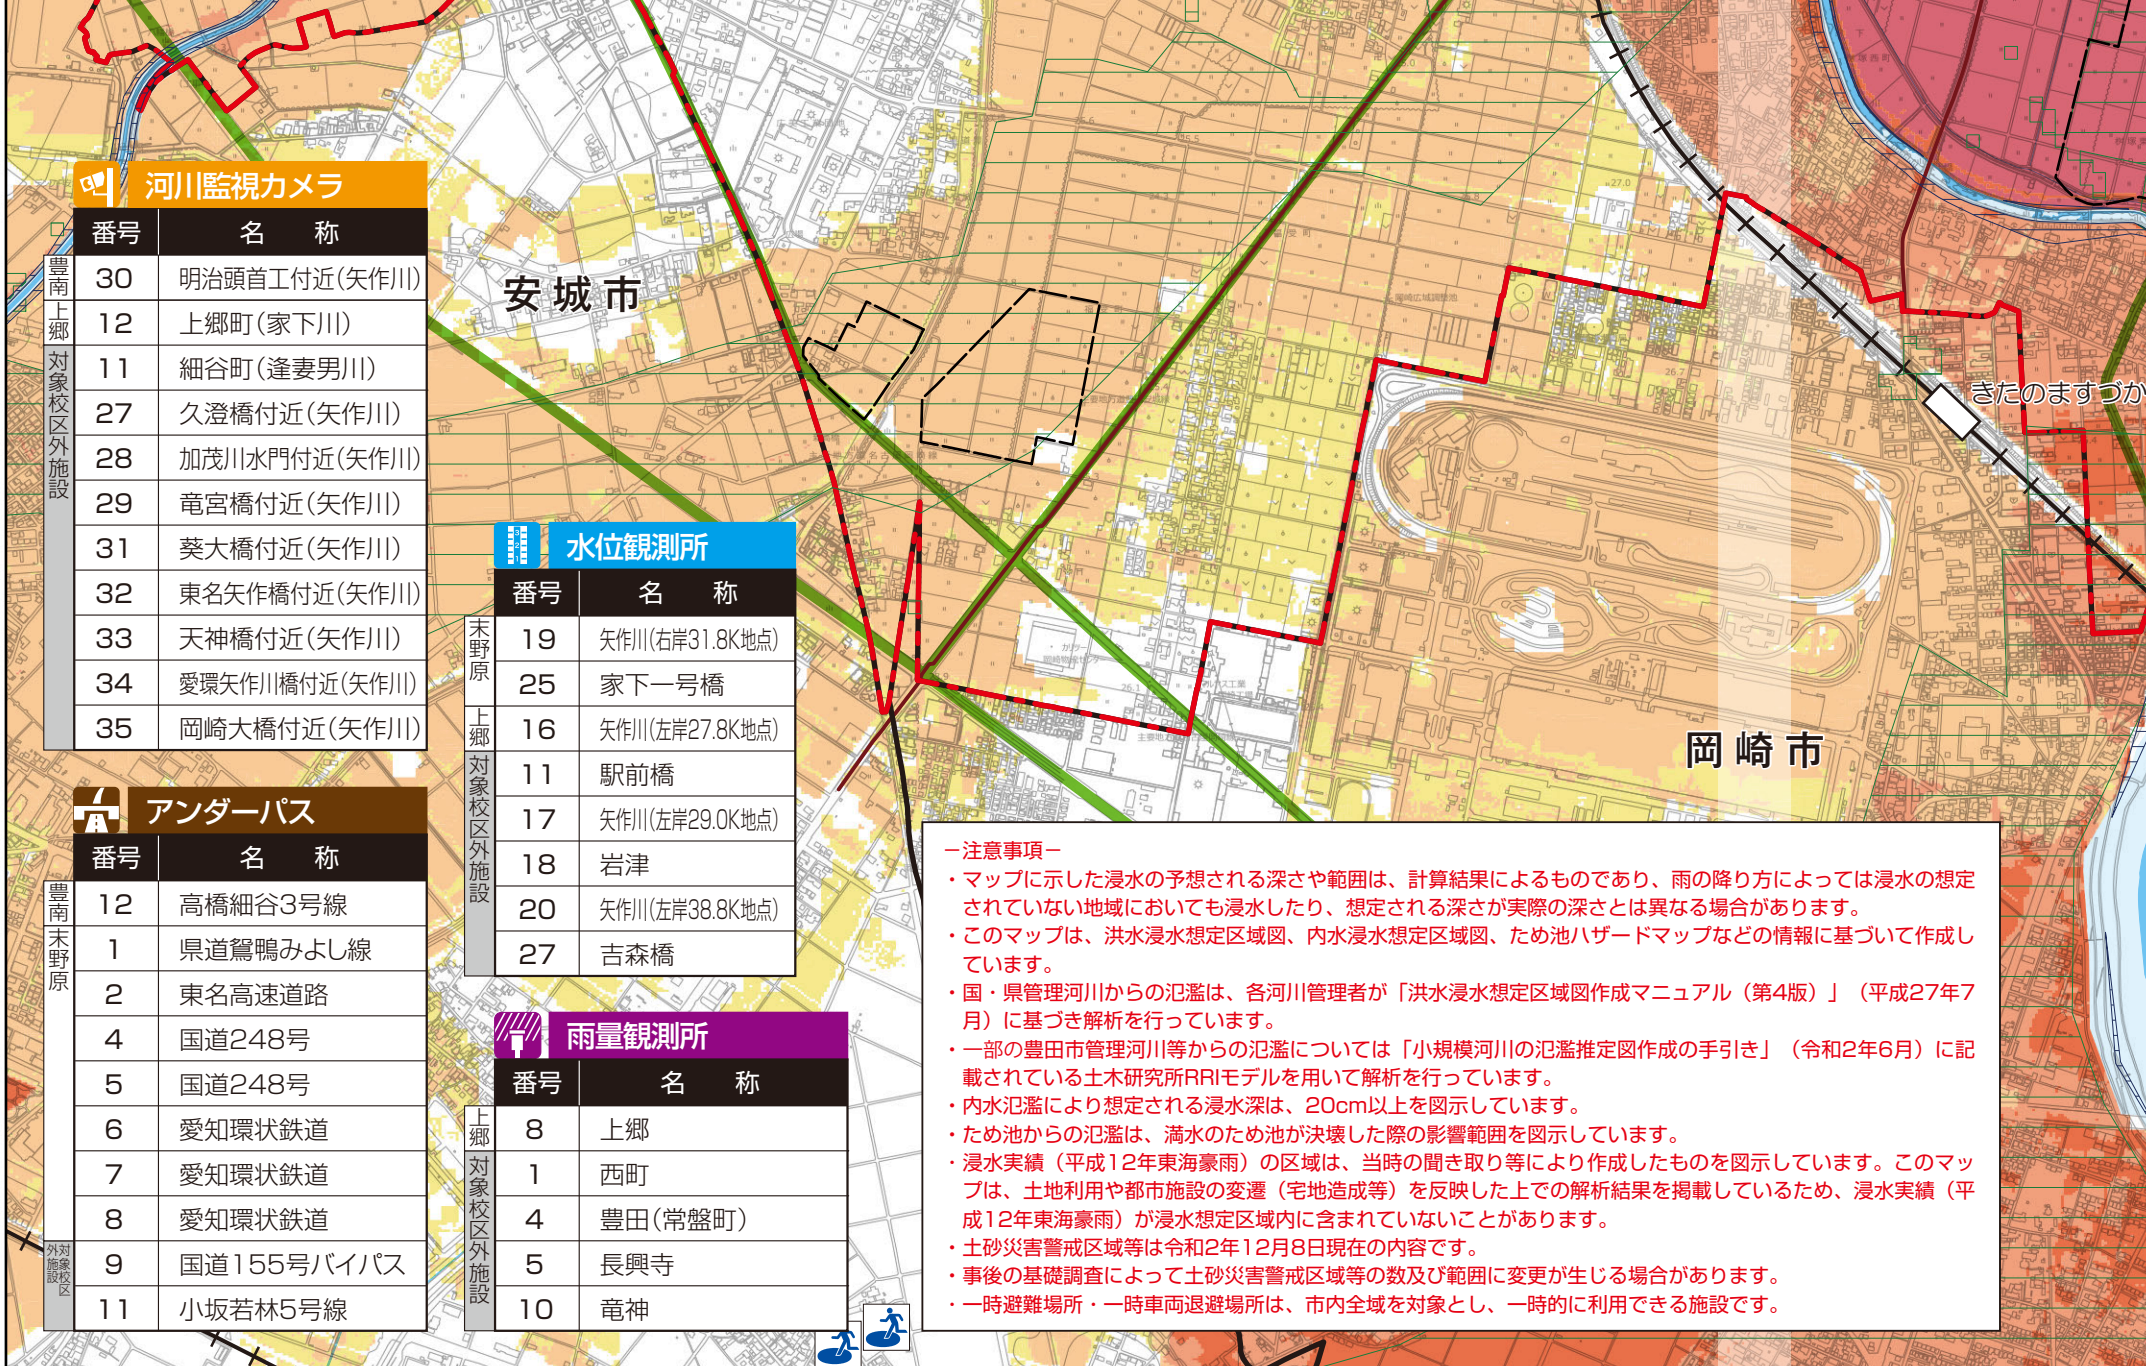 河川監視カメラ
番号 名 称
豊南
30 明治頭首工付近(矢作川)
上郷
12 上郷町(家下川)
対象校区外施設
11 細谷町(逢妻男川)
27 久澄橋付近(矢作川)
28 加茂川水門付近(矢作川)
29 竜宮橋付近(矢作川)
31 葵大橋付近(矢作川)
32 東名矢作橋付近(矢作川)
33 天神橋付近(矢作川)
34 愛環矢作川橋付近(矢作川)
35 岡崎大橋付近(矢作川)
アンダーパス
番号 名 称
豊南
12 高橋細谷3号線
末野原
1 県道鴛鴨みよし線
2 東名高速道路
4 国道248号
5 国道248号
6 愛知環状鉄道
7 愛知環状鉄道
8 愛知環状鉄道
対象校区外施設
9 国道155号バイパス
11 小坂若林5号線
水位観測所
番号 名 称
末野原
19 矢作川(右岸31.8K地点)
25 家下一号橋
上郷
16 矢作川(左岸27.8K地点)
対象校区外施設
11 駅前橋
17 矢作川(左岸29.0K地点)
18 岩津
20 矢作川(左岸38.8K地点)
27 吉森橋
雨量観測所
番号 名 称
上郷
8 上郷
対象校区外施設
1 西町
4 豊田(常盤町)
5 長興寺
10 竜神
安城市
岡崎市
きたのますづか
－注意事項－
・マップに示した浸水の予想される深さや範囲は、計算結果によるものであり、雨の降り方によっては浸水の想定
されていない地域においても浸水したり、想定される深さが実際の深さとは異なる場合があります。
・このマップは、洪水浸水想定区域図、内水浸水想定区域図、ため池ハザードマップなどの情報に基づいて作成し
ています。
・国・県管理河川からの氾濫は、各河川管理者が「洪水浸水想定区域図作成マニュアル（第4版）」（平成27年7
月）に基づき解析を行っています。
・一部の豊田市管理河川等からの氾濫については「小規模河川の氾濫推定図作成の手引き」（令和2年6月）に記
載されている土木研究所RRIモデルを用いて解析を行っています。
・内水氾濫により想定される浸水深は、20cm以上を図示しています。
・ため池からの氾濫は、満水のため池が決壊した際の影響範囲を図示しています。
・浸水実績（平成12年東海豪雨）の区域は、当時の聞き取り等により作成したものを図示しています。このマッ
プは、土地利用や都市施設の変遷（宅地造成等）を反映した上での解析結果を掲載しているため、浸水実績（平
成12年東海豪雨）が浸水想定区域内に含まれていないことがあります。
・土砂災害警戒区域等は令和2年12月8日現在の内容です。
・事後の基礎調査によって土砂災害警戒区域等の数及び範囲に変更が生じる場合があります。
・一時避難場所・一時車両退避場所は、市内全域を対象とし、一時的に利用できる施設です。